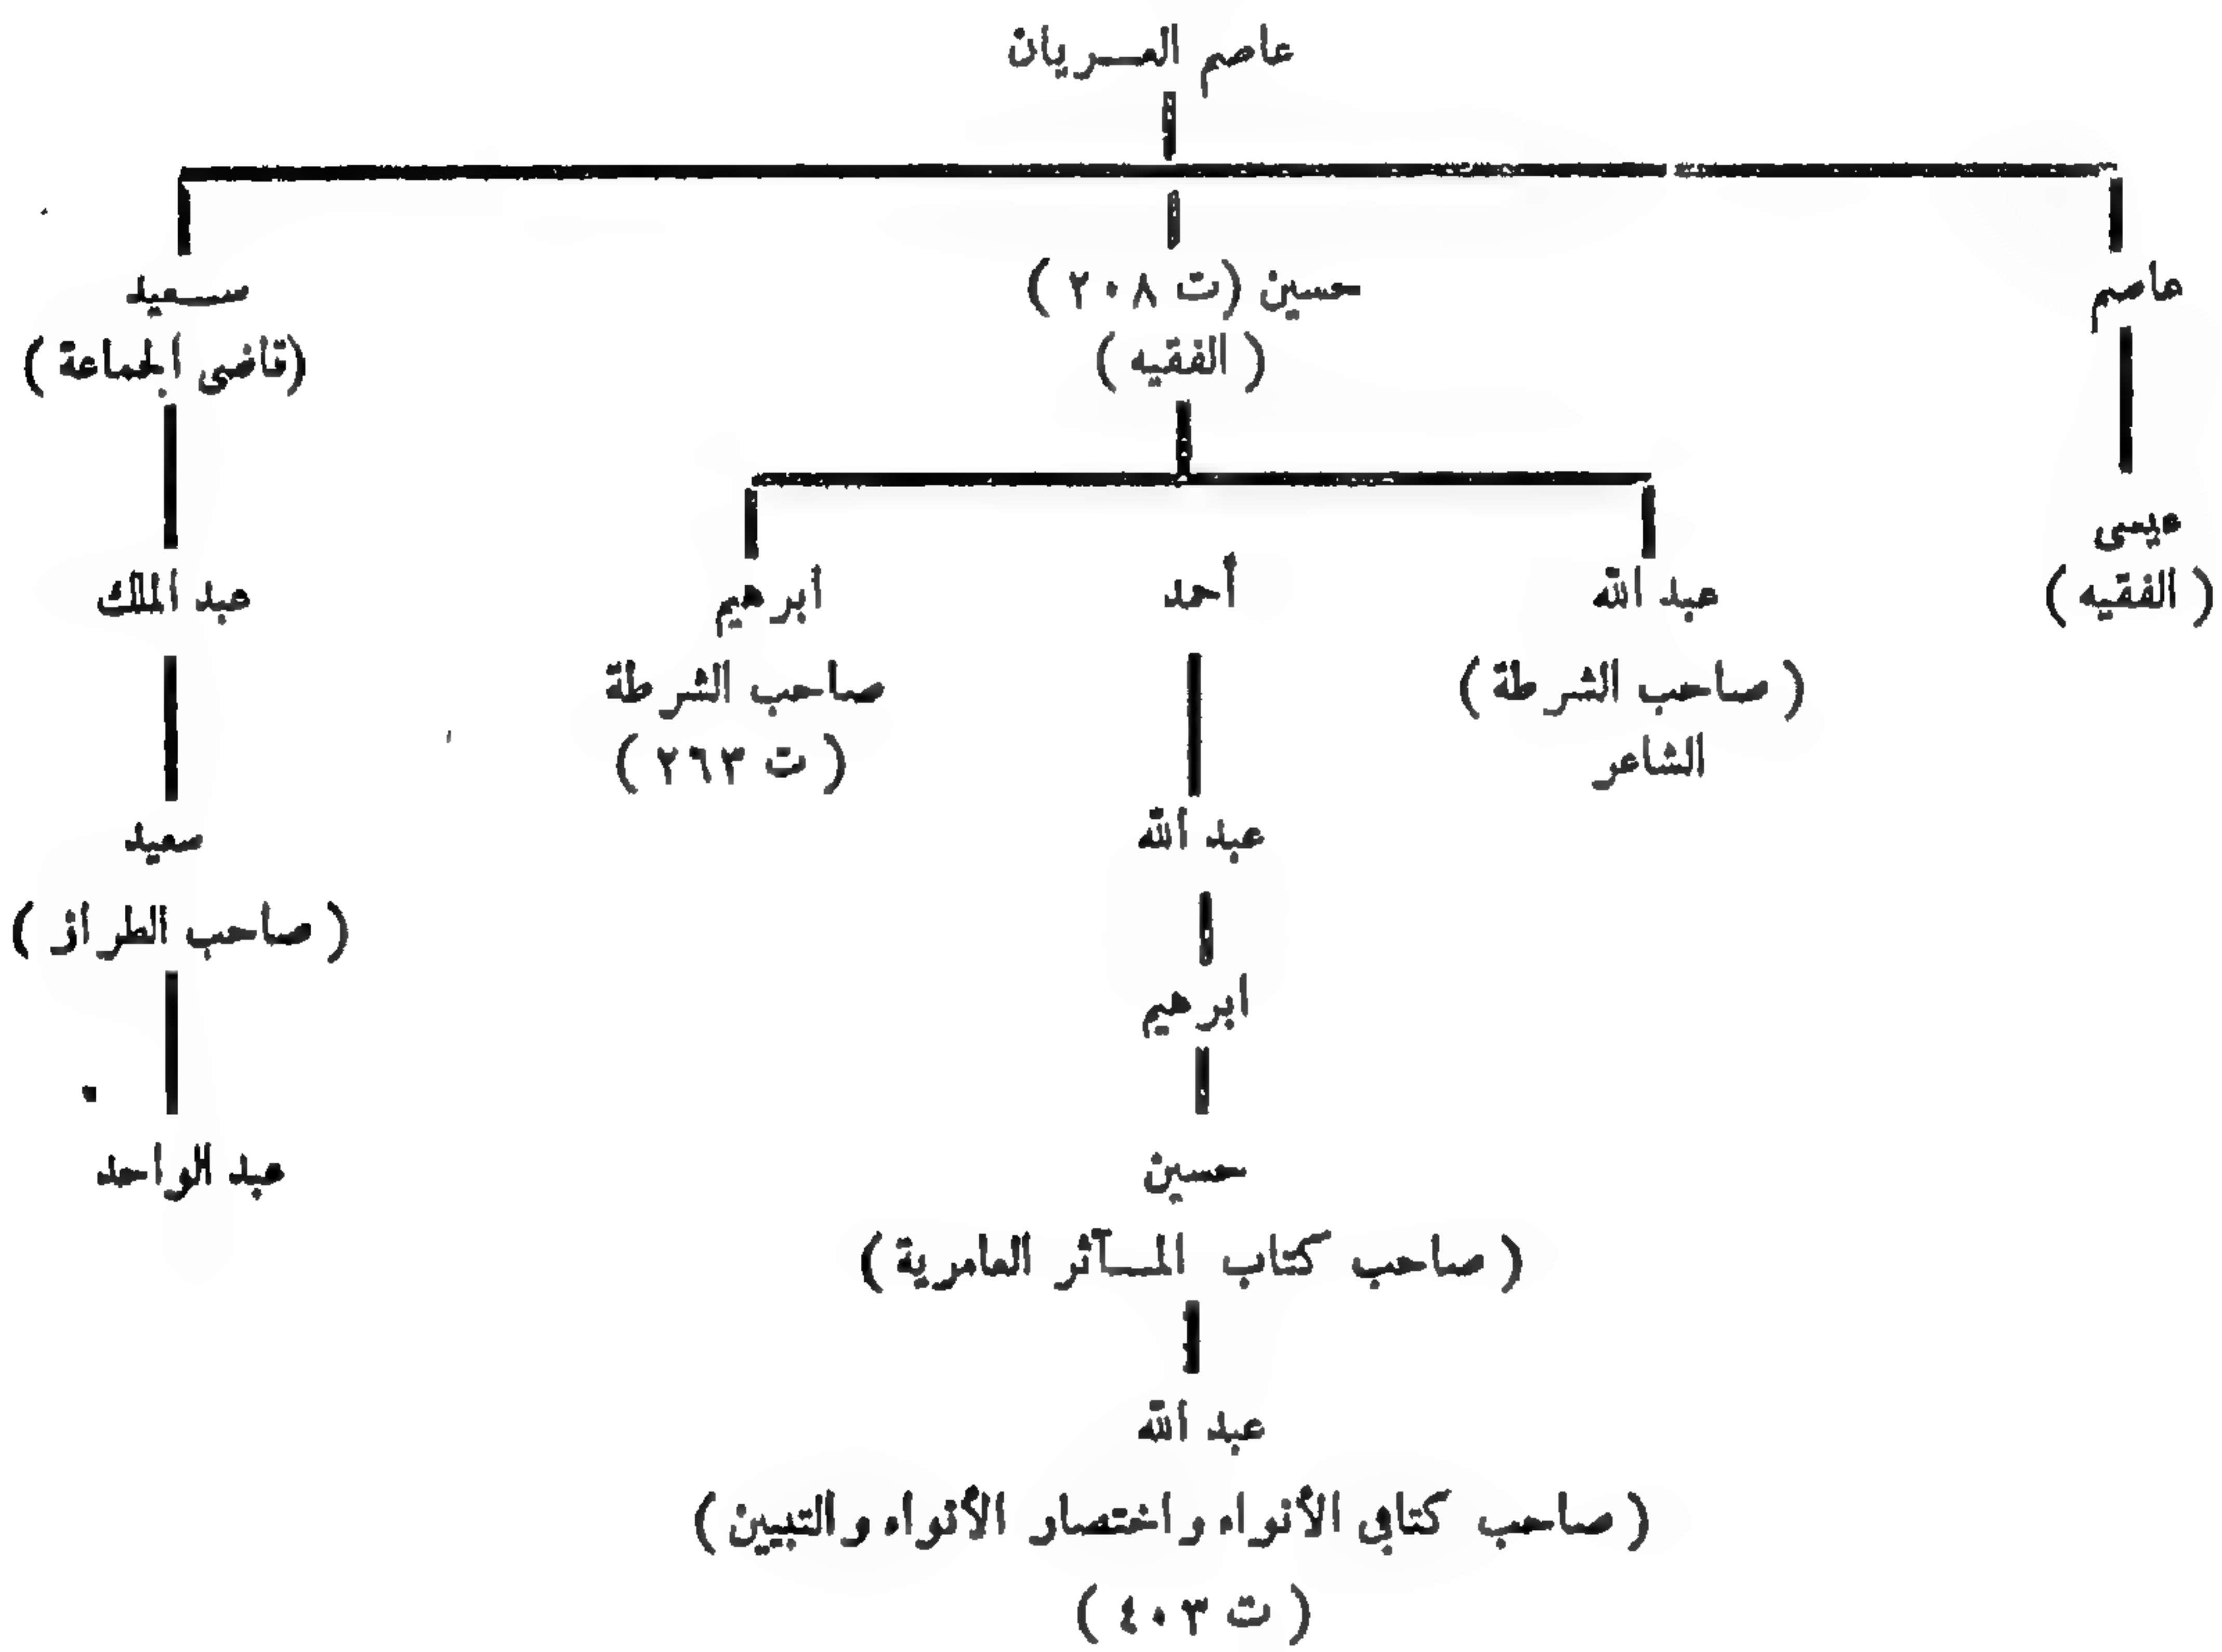 عاصم العريان
عاصم
حسين (ت ٢٠٨)
(الفقيه)
سعيد
(قاضى الجماعة)
عيسى
(الفقيه)
عبد الله
(صاحب الشرطة)
الشاعر
أحمد
ابرهيم
صاحب الشرطة
(ت ٢٦٣)
عبد الملك
عبد الله
سعيد
(صاحب الطراز)
ابرهيم
حسين
(صاحب كتاب المآثر العامرية)
عبد الواحد
عبد الله
(صاحب كتابى الأنواء واختصار الأنواء والتبيين)
(ت ٤٠٣)